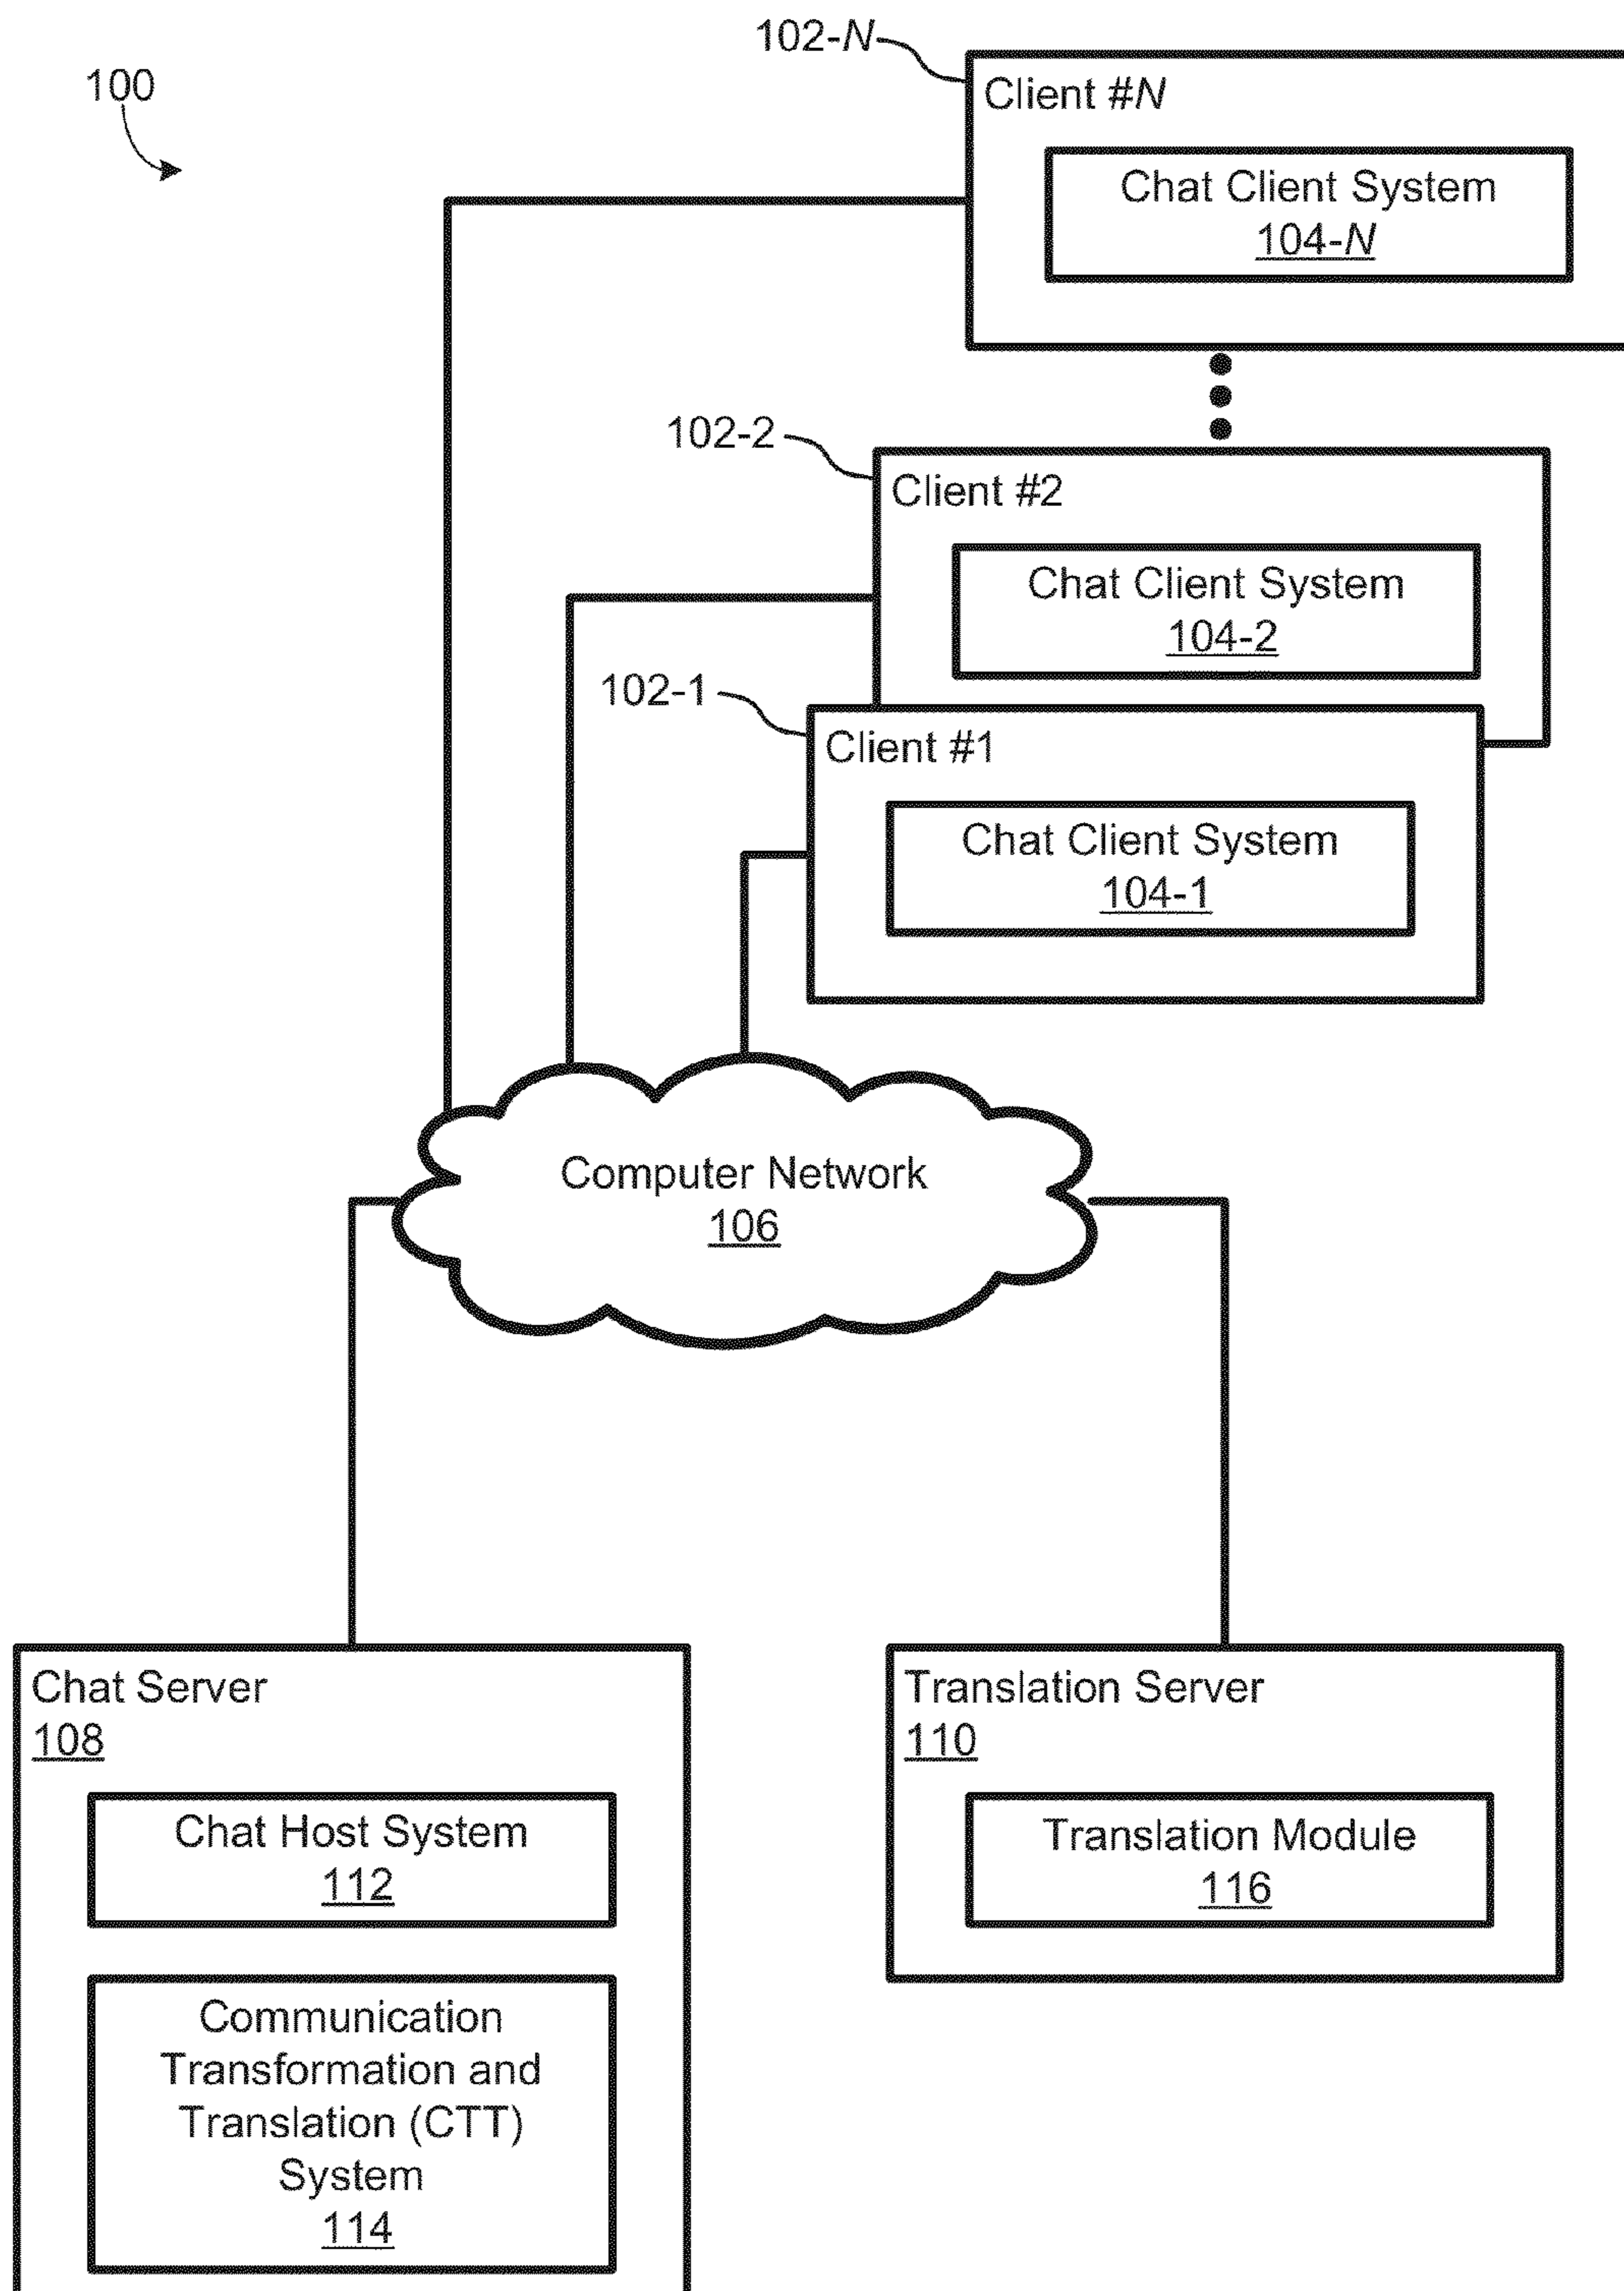 102-N
100
Client #N
Chat Client System
104-N
102-2
Client #2
Chat Client System
104-2
102-1
Client #1
Chat Client System
104-1
Computer Network
106
Chat Server
108
Chat Host System
112
Communication
Transformation and
Translation (CTT)
System
114
Translation Server
110
Translation Module
116